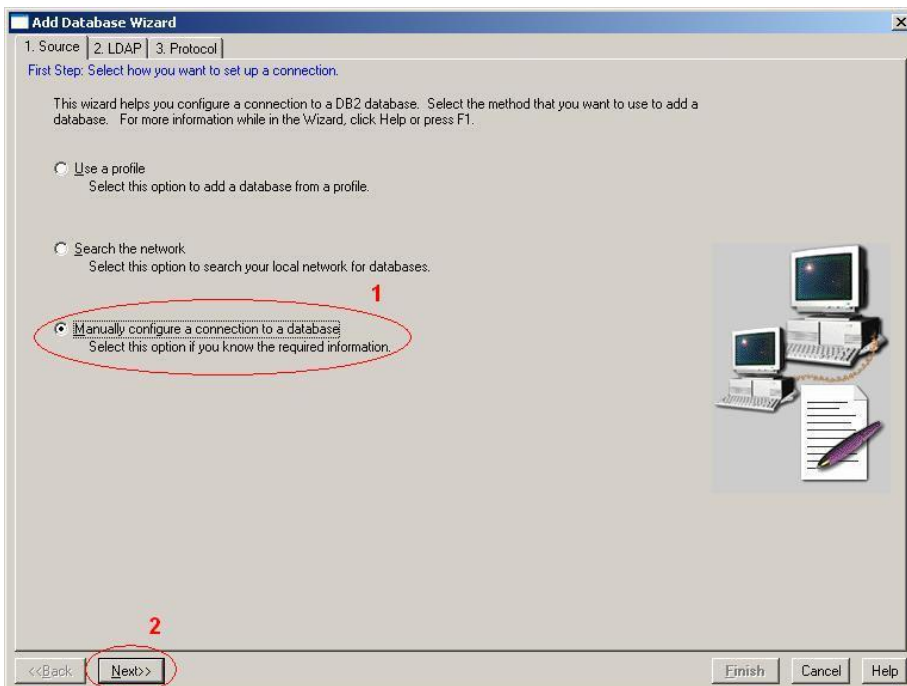 Add Database Wizard
1. Source 2. LDAP 3. Protocol
First Step: Select how you want to set up a connection.
This wizard helps you configure a connection to a DB2 database. Select the method that you want to use to add a
database. For more information while in the Wizard, click Help or press F1.
Use a profile
Select this option to add a database from a profile.
Search the network
Select this option to search your local network for databases.
1
Manually configure a connection to a database
Select this option if you know the required information.
2
<<Back Next>> Finish Cancel Help